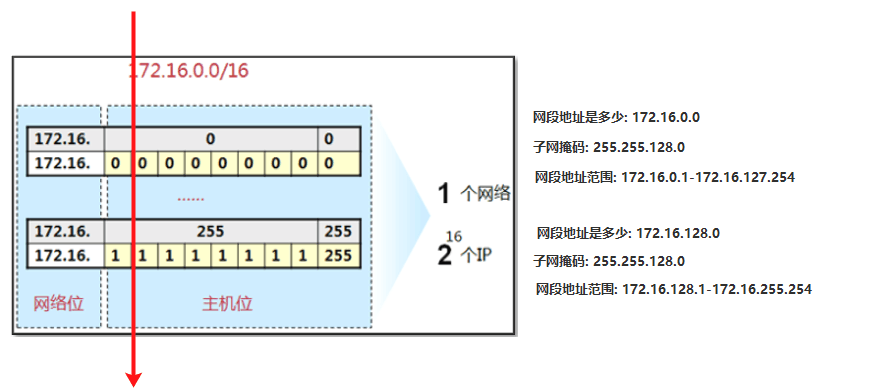 172.16.0.0/16
172.16. 0 0
172.16. 0 0 0 0 0 0 0 0 0
......
172.16. 255 255
172.16. 1 1 1 1 1 1 1 1 255
网络位 主机位
1 个网络
2 16 个IP
网段地址是多少: 172.16.0.0
子网掩码: 255.255.128.0
网段地址范围: 172.16.0.1-172.16.127.254
网段地址是多少: 172.16.128.0
子网掩码: 255.255.128.0
网段地址范围: 172.16.128.1-172.16.255.254